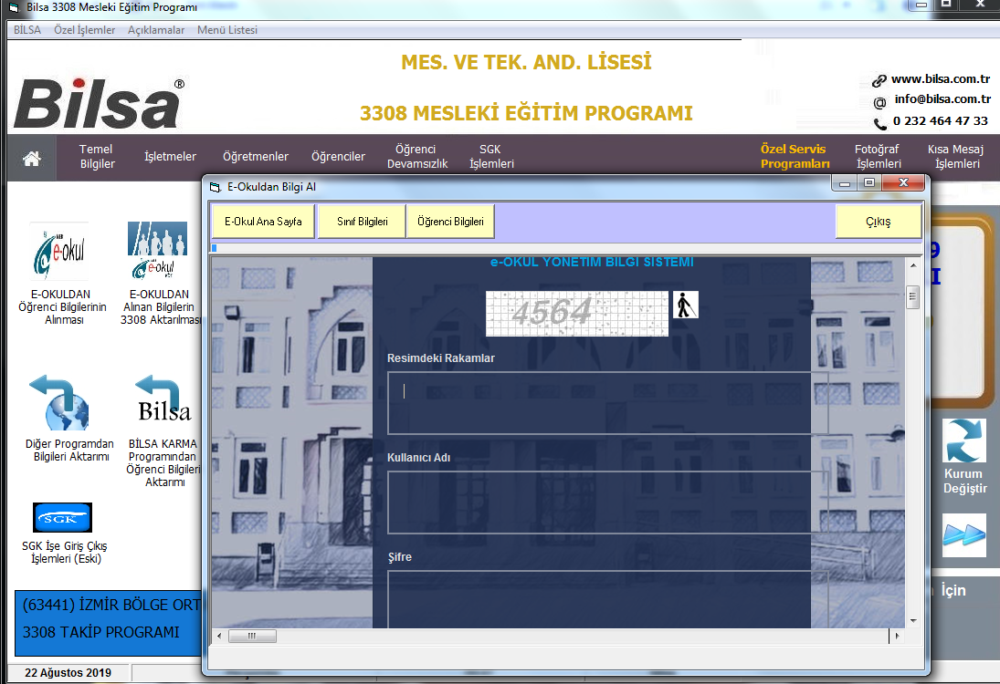 Bilsa 3308 Mesleki Eğitim Programı
BİLSA Özel İşlemler Açıklamalar Menü Listesi
MES. VE TEK. AND. LİSESİ
3308 MESLEKİ EĞİTİM PROGRAMI
Bilsa®
www.bilsa.com.tr
info@bilsa.com.tr
0 232 464 47 33
Temel
Bilgiler
İşletmeler
Öğretmenler
Öğrenciler
Öğrenci
Devamsızlık
SGK
İşlemleri
Özel Servis
Programları
Fotoğraf
İşlemleri
Kısa Mesaj
İşlemleri
E-OKULDAN
Öğrenci Bilgilerinin
Alınması
E-OKULDAN
Alınan Bilgilerin
3308 Aktarılması
Diğer Programdan
Bilgileri Aktarımı
Bilsa
BİLSA KARMA
Programından
Öğrenci Bilgileri
Aktarımı
SGK
SGK İşe Giriş Çıkış
İşlemleri (Eski)
(63441) İZMİR BÖLGE ORT
3308 TAKİP PROGRAMI
22 Ağustos 2019
E-Okuldan Bilgi Al
E-Okul Ana Sayfa Sınıf Bilgileri Öğrenci Bilgileri Çıkış
e-OKUL YÖNETİM BİLGİ SİSTEMİ
4564
Resimdeki Rakamlar
Kullanıcı Adı
Şifre
9
I
Kurum
Değiştir
İçin